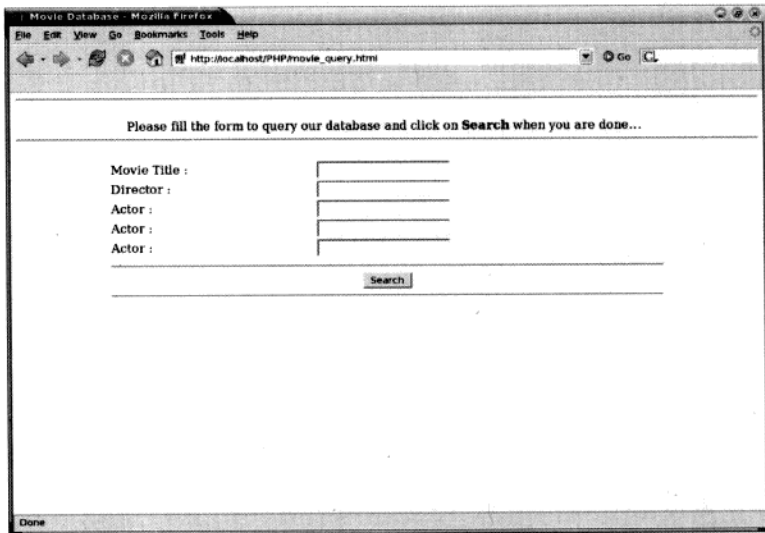 Movie Database - Mozilla Firefox
File Edit View Go Bookmarks Tools Help
http://localhost/PHP/movie_query.html Go
Please fill the form to query our database and click on Search when you are done...
Movie Title :
Director :
Actor :
Actor :
Actor :
Search
Done